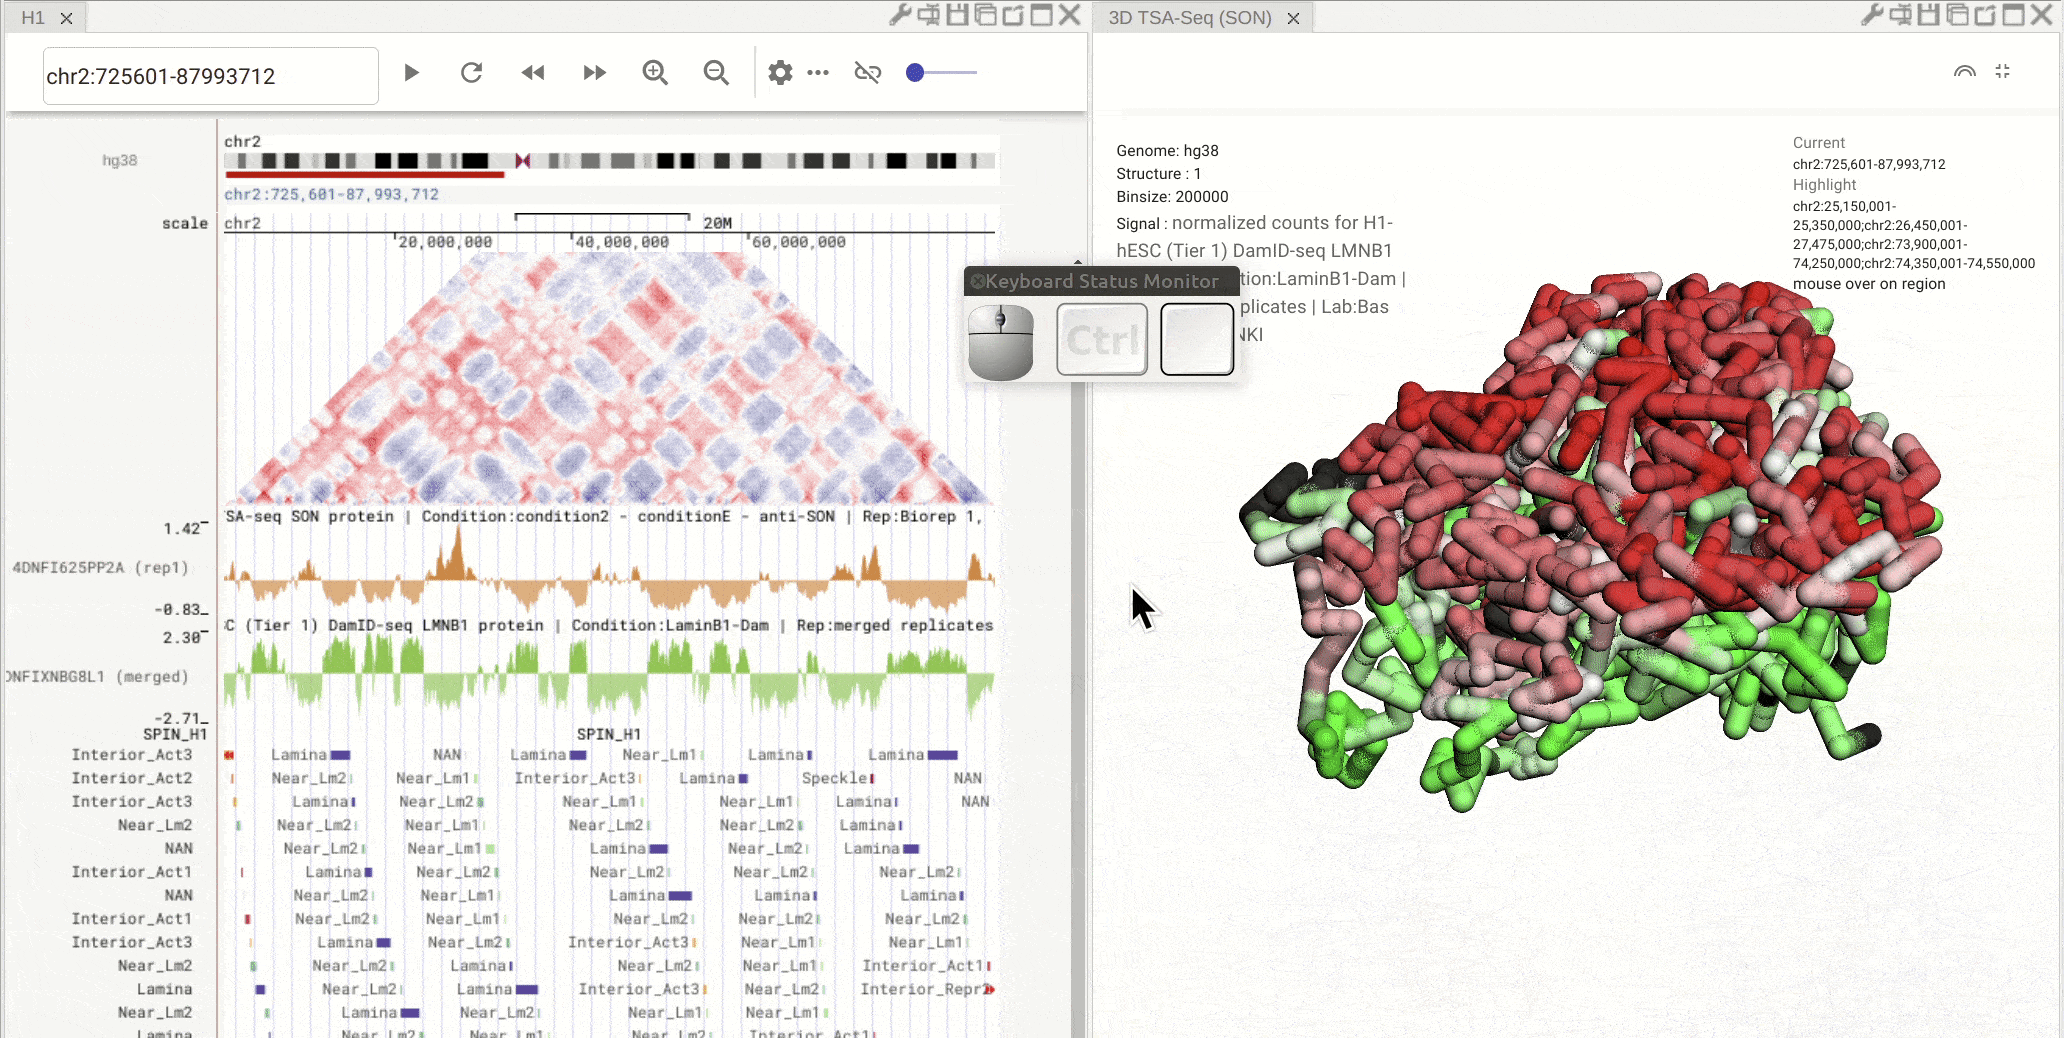 H1
3D TSA-Seq (SON)
chr2:725601-87993712
hg38
chr2
chr2:725,601-87,993,712
scale
chr2
20M
20,000,000
40,000,000
60,000,000
SA-seq SON protein | Condition:condition2 - conditionE - anti-SON | Rep:Biorep 1,
1.42
4DNFI625PP2A (rep1)
-0.83
C (Tier 1) DamID-seq LMNB1 protein | Condition:LaminB1-Dam | Rep:merged replicates
2.30
DNFIXNBG8L1 (merged)
-2.71
SPIN_H1
SPIN_H1
Interior_Act3 Lamina NAN Lamina Near_Lm1 Lamina Lamina
Interior_Act2 Near_Lm2 Near_Lm1 Interior_Act3 Lamina Speckle NAN
Interior_Act3 Lamina Near_Lm2 Near_Lm1 Near_Lm1 Lamina NAN
Near_Lm2 Near_Lm2 Near_Lm1 Near_Lm2 Near_Lm2 Lamina
NAN Near_Lm2 Near_Lm1 Lamina Near_Lm2 Lamina
Interior_Act1 Lamina Near_Lm2 Near_Lm2 Near_Lm2 Near_Lm2
NAN Near_Lm2 Near_Lm1 Lamina Lamina Lamina
Interior_Act1 Near_Lm2 Near_Lm1 Near_Lm2 Near_Lm2 Near_Lm2
Interior_Act3 Lamina Near_Lm2 Interior_Act3 Near_Lm1 Near_Lm1
Near_Lm2 Near_Lm2 Lamina Near_Lm2 Near_Lm1 Interior_Act1
Lamina Near_Lm2 Lamina Interior_Act3 Near_Lm2 Interior_Repr2
Near_Lm2 Lamina Near_Lm2 Near_Lm1 Near_Lm1
Lamina Near_Lm2 Near_Lm1 Near_Lm2 Interior_Act1
Keyboard Status Monitor
Ctrl
Genome: hg38
Structure : 1
Binsize: 200000
Signal : normalized counts for H1-
hESC (Tier 1) DamID-seq LMNB1
tion:LaminB1-Dam |
plicates | Lab:Bas
NKI
Current
chr2:725,601-87,993,712
Highlight
chr2:25,150,001-
25,350,000;chr2:26,450,001-
27,475,000;chr2:73,900,001-
74,250,000;chr2:74,350,001-74,550,000
mouse over on region